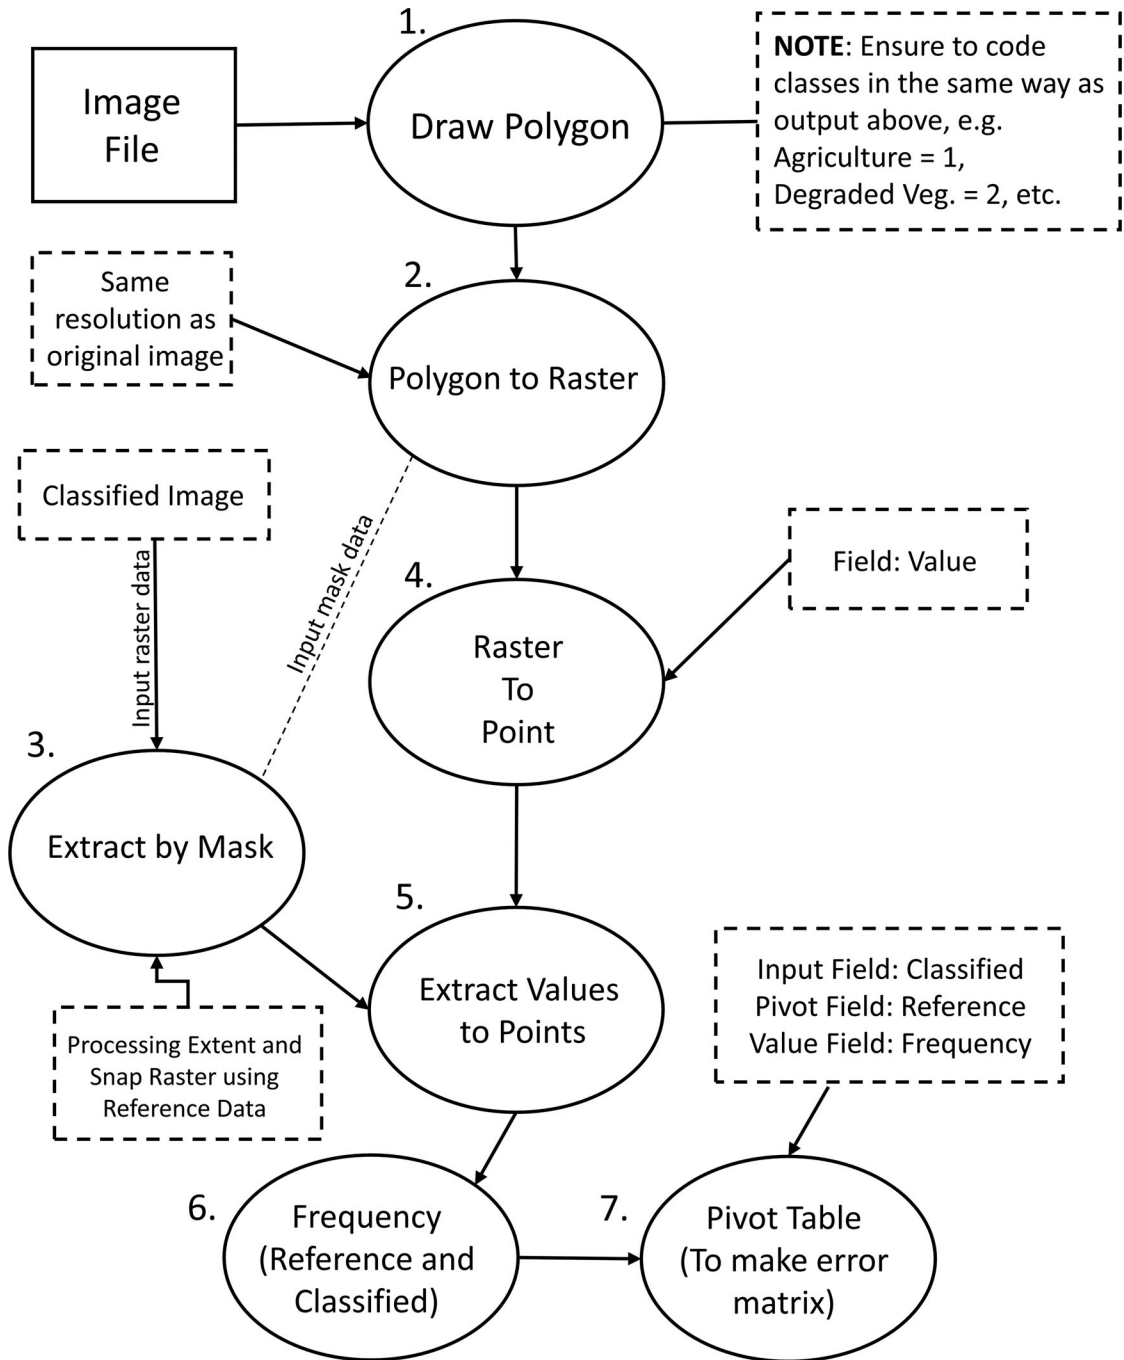 1.
Image
File
Draw Polygon
NOTE: Ensure to code
classes in the same way as
output above, e.g.
Agriculture = 1,
Degraded Veg. = 2, etc.
Same
resolution as
original image
2.
Polygon to Raster
Classified Image
Input raster data
Input mask data
3.
Extract by Mask
Processing Extent and
Snap Raster using
Reference Data
4.
Raster
To
Point
Field: Value
5.
Extract Values
to Points
Input Field: Classified
Pivot Field: Reference
Value Field: Frequency
6.
Frequency
(Reference and
Classified)
7.
Pivot Table
(To make error
matrix)